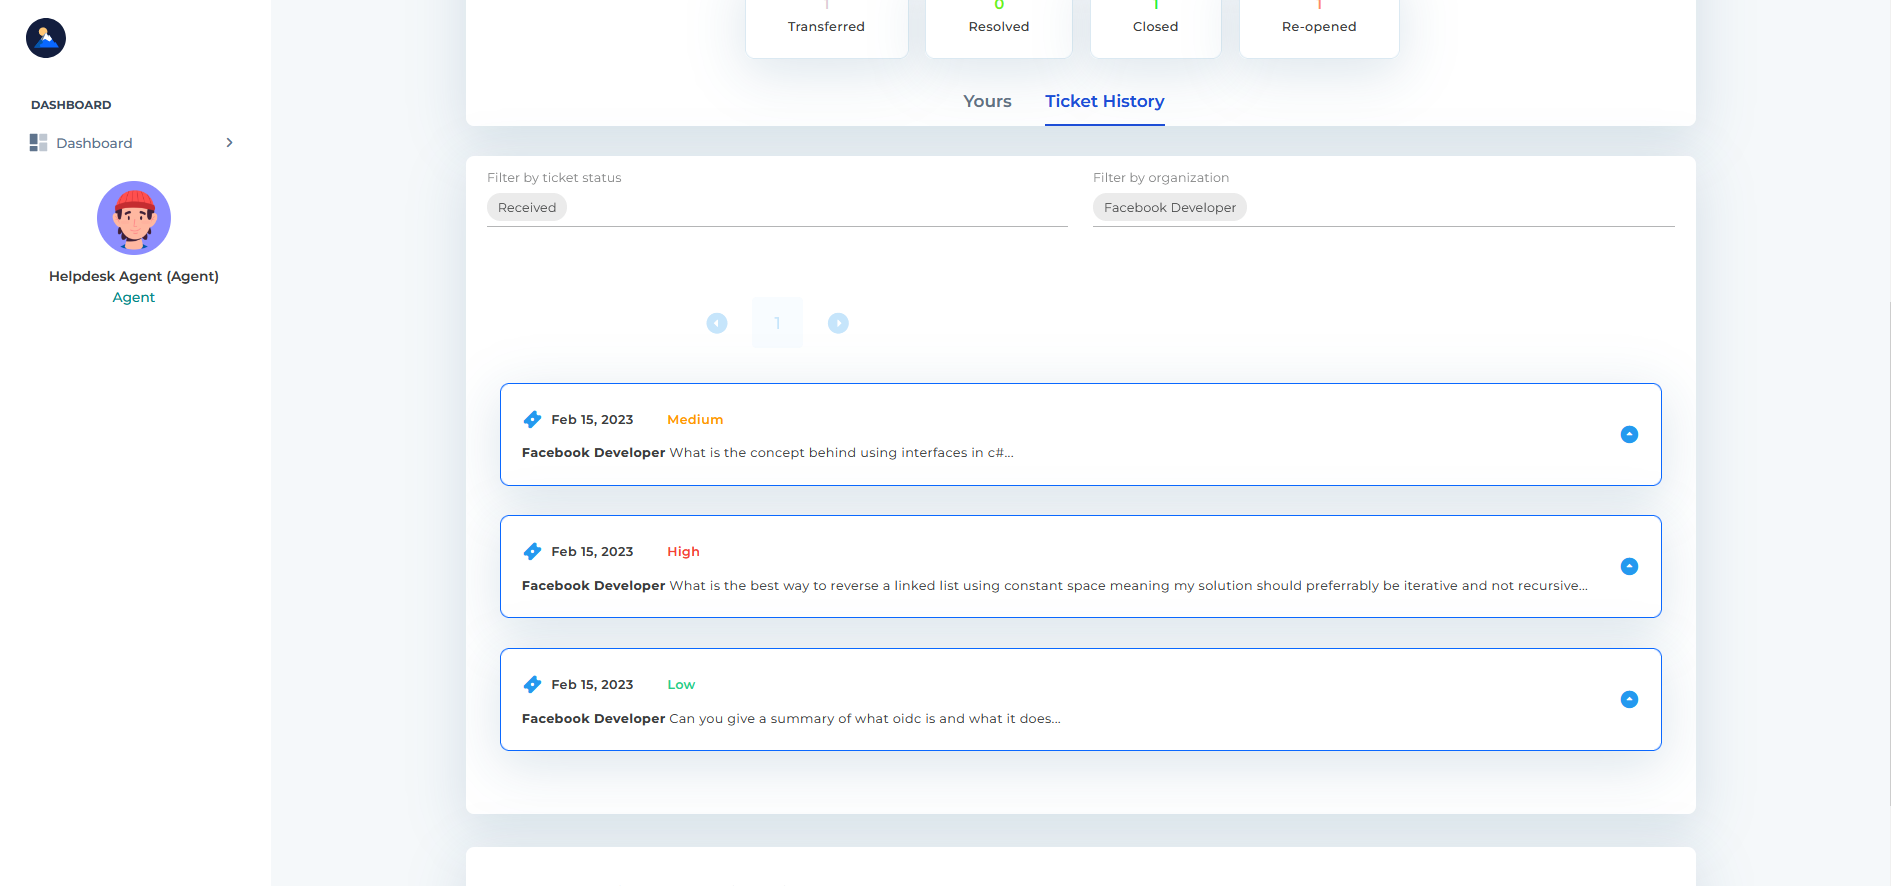 1
0
1
1
Transferred
Resolved
Closed
Re-opened
DASHBOARD
Dashboard
Helpdesk Agent (Agent)
Agent
Yours
Ticket History
Filter by ticket status
Received
Filter by organization
Facebook Developer
1
Feb 15, 2023 Medium
Facebook Developer What is the concept behind using interfaces in c#...
Feb 15, 2023 High
Facebook Developer What is the best way to reverse a linked list using constant space meaning my solution should preferrably be iterative and not recursive...
Feb 15, 2023 Low
Facebook Developer Can you give a summary of what oidc is and what it does...